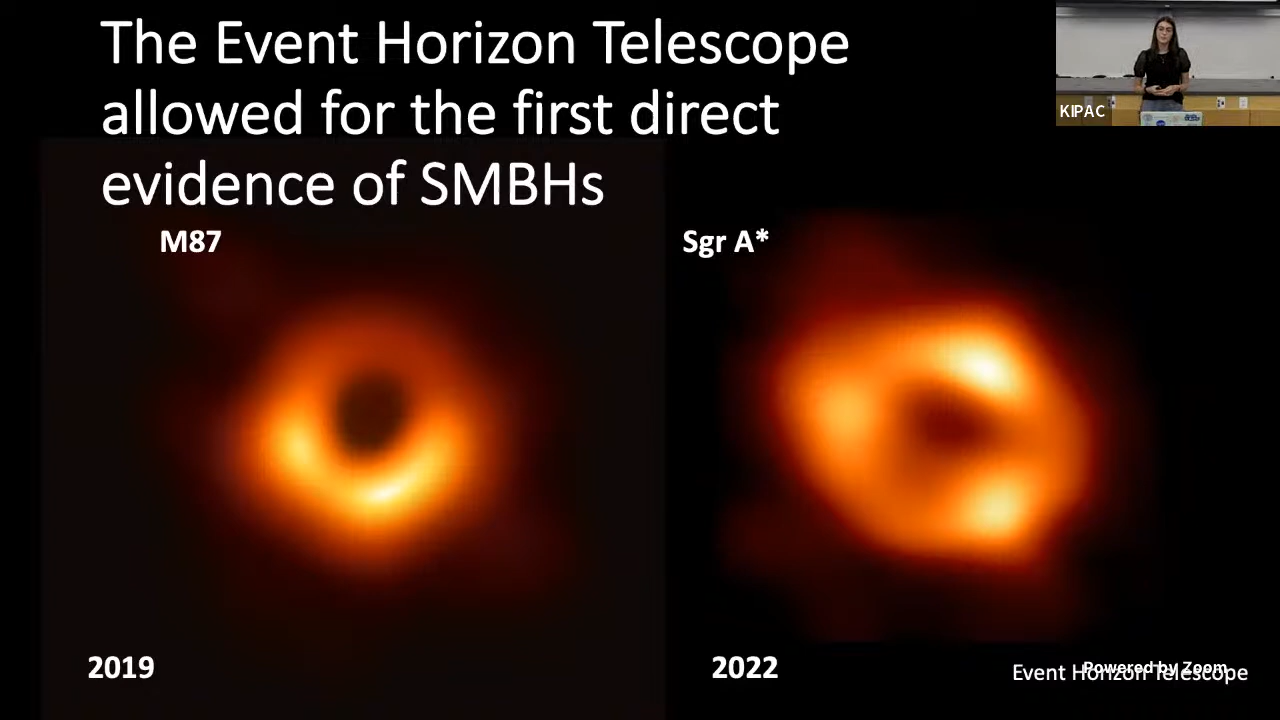 The Event Horizon Telescope
allowed for the first direct
evidence of SMBHs
KIPAC
M87
Sgr A*
2019
2022
Event Horizon Telescope
Powered by Zoom